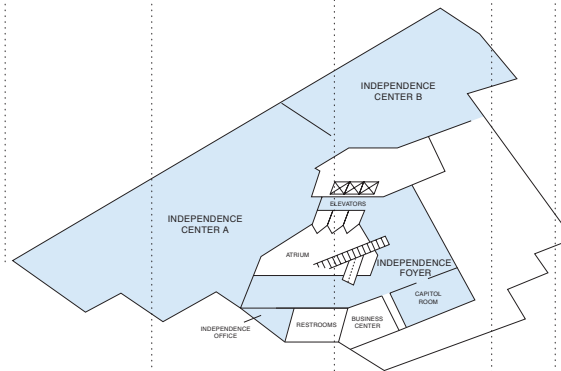 INDEPENDENCE
CENTER B
ELEVATORS
INDEPENDENCE
CENTER A
ATRIUM
INDEPENDENCE
FOYER
CAPITOL
ROOM
INDEPENDENCE
OFFICE
RESTROOMS
BUSINESS
CENTER